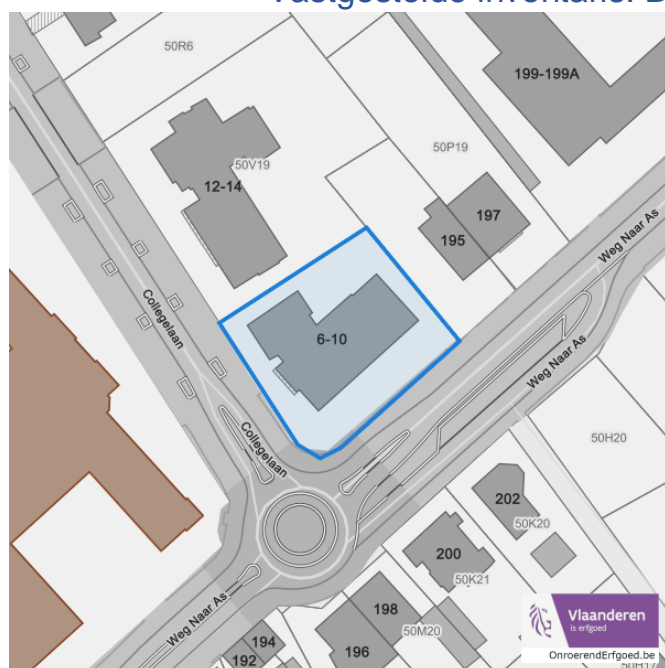 50R6
199-199A
50V19
12-14
50P19
197
195
Weg Naar As
Collegelaan
6-10
Weg Naar As
Collegelaan
50H20
202
50K20
200
50K21
Weg Naar As
198
50M20
194
192
196
Vlaanderen
is erfgoed
OnroerendErfgoed.be